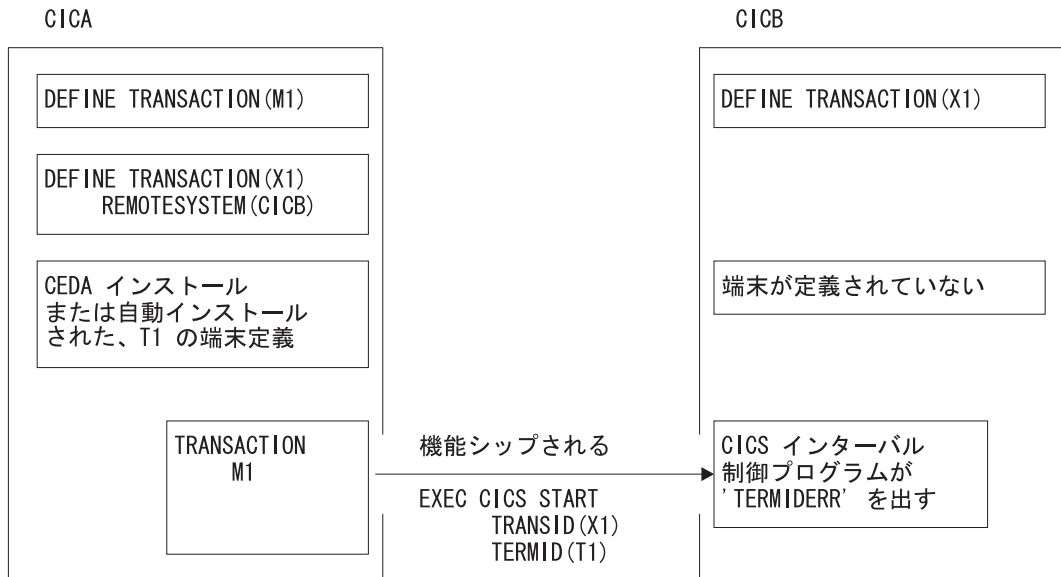 CICA
CICB
DEFINE TRANSACTION(M1)
DEFINE TRANSACTION(X1)
DEFINE TRANSACTION(X1)
REMOTESYSTEM(CICB)
CEDA インストール
または自動インストール
された、T1 の端末定義
端末が定義されていない
TRANSACTION
M1
機能シップされる
EXEC CICS START
TRANSID(X1)
TERMID(T1)
CICS インターバル
制御プログラムが
'TERMIDERR' を出す